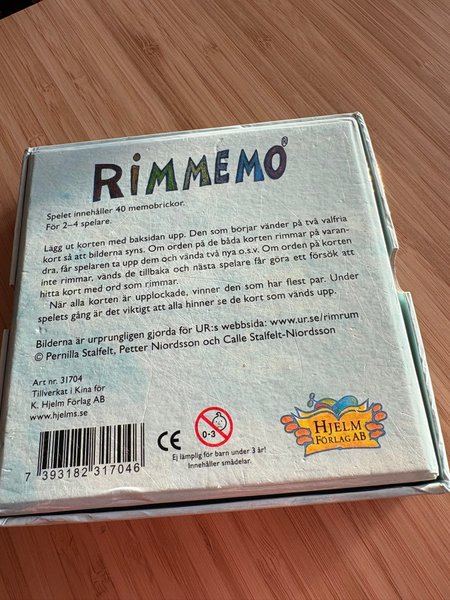 RIMMEMO®
Spelet innehåller 40 memobrickor.
För 2–4 spelare.
Lägg ut korten med baksidan upp. Den som börjar vänder på två valfria
kort så att bilderna syns. Om orden på de båda korten rimmar på varan-
dra, får spelaren ta upp dem och vända två nya o.s.v. Om orden på korten
inte rimmar, vänds de tillbaka och nästa spelare får göra ett försök att
hitta kort med ord som rimmar.
När alla korten är upplockade, vinner den som har flest par. Under
spelets gång är det viktigt att alla hinner se de kort som vänds upp.
Bilderna är urprungligen gjorda för UR:s webbsida: www.ur.se/rimrum
© Pernilla Stalfelt, Petter Niordsson och Calle Stalfelt-Niordsson
Art nr. 31704
Tillverkat i Kina för
K. Hjelm Förlag AB
www.hjelms.se
7 393182 317046
CE
0-3
Ej lämplig för barn under 3 år!
Innehåller smådelar.
HJELM
FÖRLAG AB